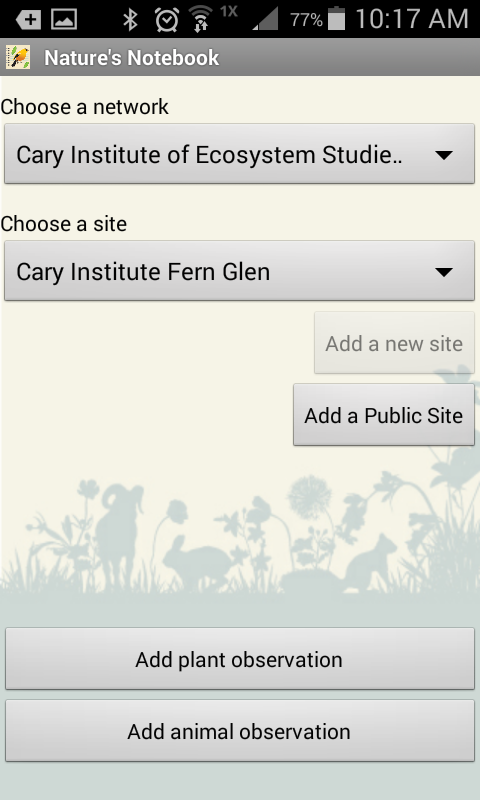 1X 77% 10:17 AM
Nature's Notebook
Choose a network
Cary Institute of Ecosystem Studie..
Choose a site
Cary Institute Fern Glen
Add a new site
Add a Public Site
Add plant observation
Add animal observation